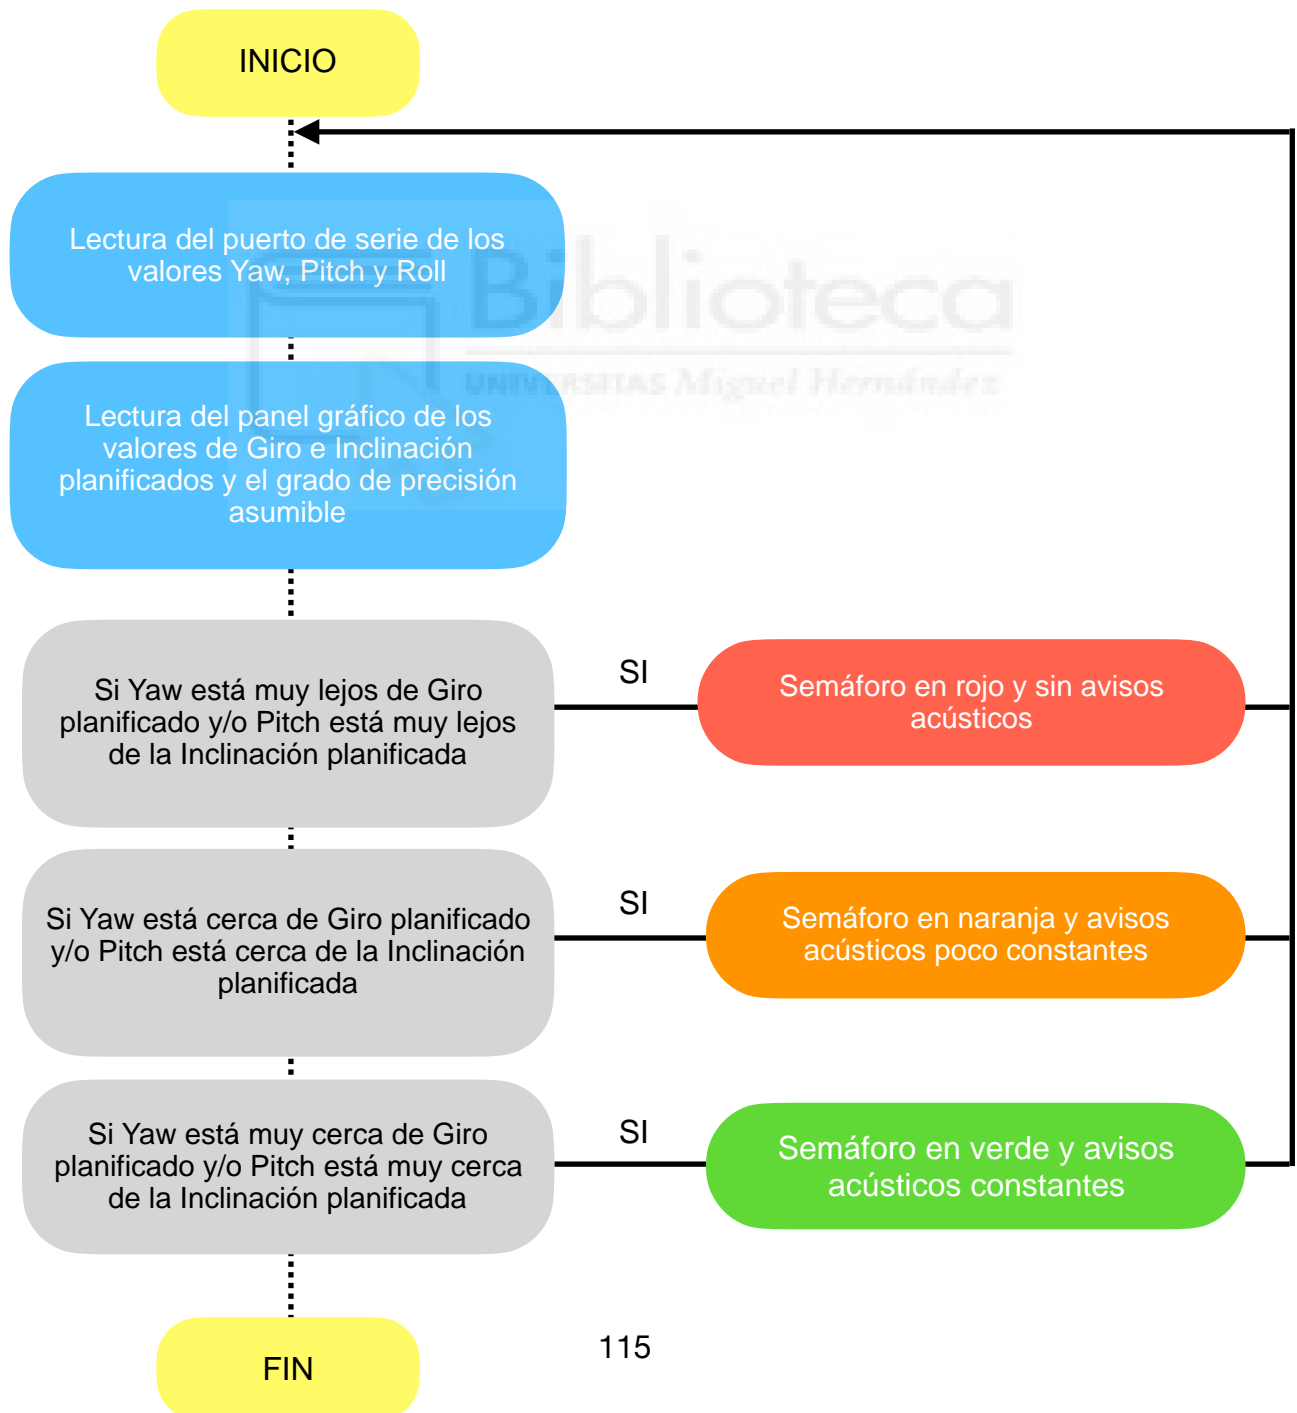 INICIO
Lectura del puerto de serie de los
valores Yaw, Pitch y Roll
Biblioteca
UNIVERSITAS Miguel Hernández
Lectura del panel gráfico de los
valores de Giro e Inclinación
planificados y el grado de precisión
asumible
Si Yaw está muy lejos de Giro
planificado y/o Pitch está muy lejos
de la Inclinación planificada
SI
Semáforo en rojo y sin avisos
acústicos
Si Yaw está cerca de Giro planificado
y/o Pitch está cerca de la Inclinación
planificada
SI
Semáforo en naranja y avisos
acústicos poco constantes
Si Yaw está muy cerca de Giro
planificado y/o Pitch está muy cerca
de la Inclinación planificada
SI
Semáforo en verde y avisos
acústicos constantes
FIN
115